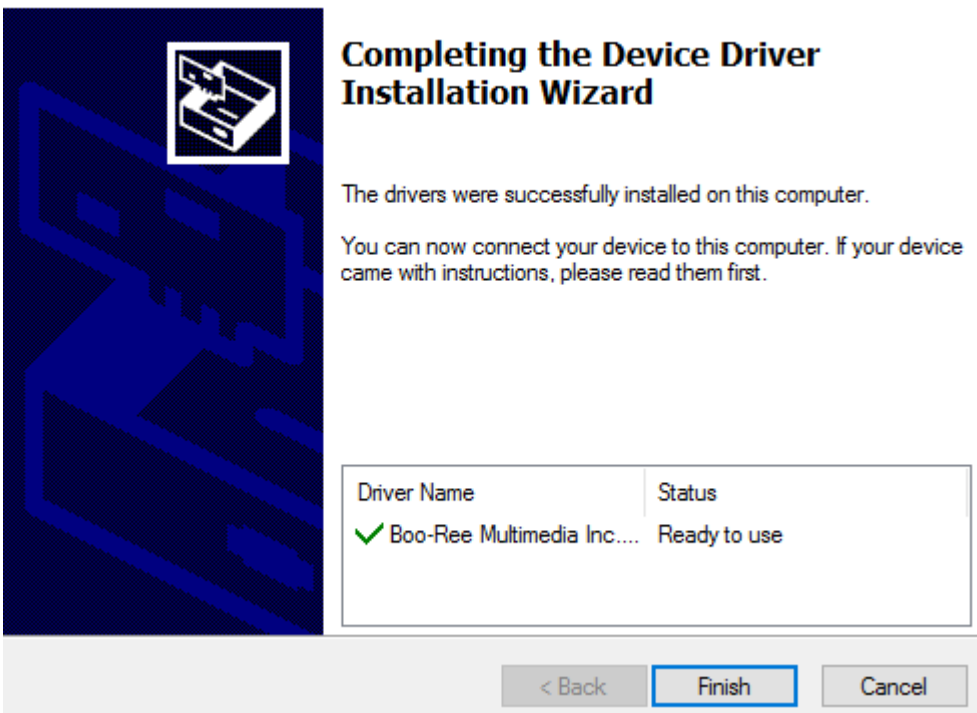 Completing the Device Driver
Installation Wizard
The drivers were successfully installed on this computer.
You can now connect your device to this computer. If your device
came with instructions, please read them first.
Driver Name Status
Boo-Ree Multimedia Inc.... Ready to use
< Back Finish Cancel